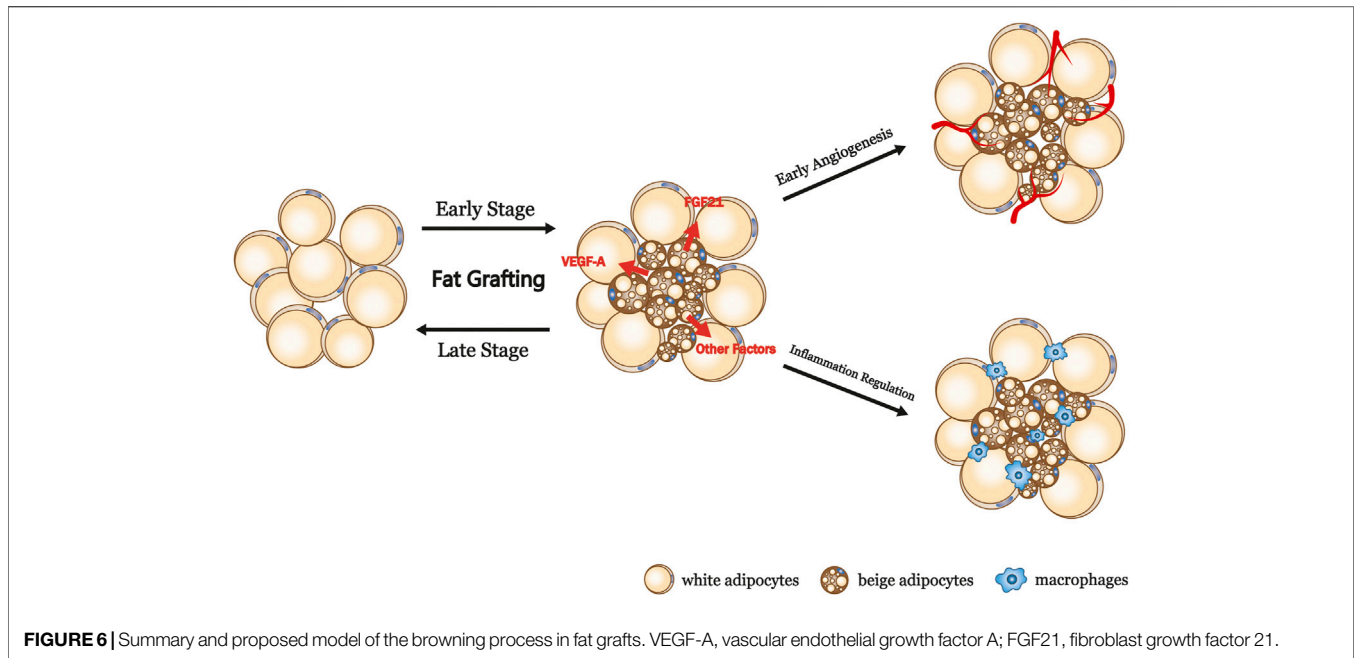 Early Stage
Fat Grafting
Late Stage
FGF21
VEGF-A
Other Factors
Early Angiogenesis
Inflammation Regulation
white adipocytes
beige adipocytes
macrophages
FIGURE 6 | Summary and proposed model of the browning process in fat grafts. VEGF-A, vascular endothelial growth factor A; FGF21, fibroblast growth factor 21.